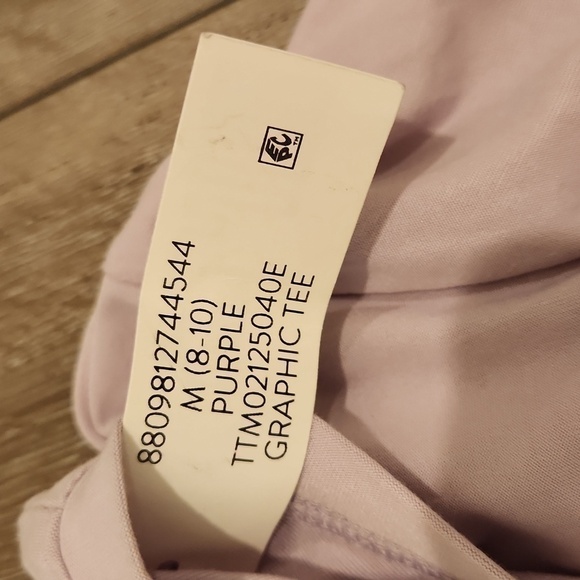 8809812744544
M (8-10)
PURPLE
TTM02125040E
GRAPHIC TEE